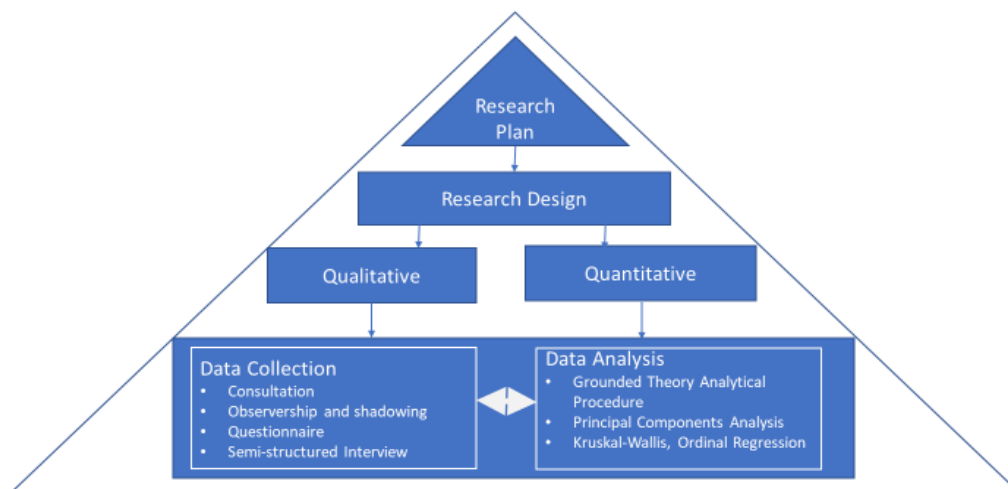 Research
Plan
Research Design
Qualitative
Quantitative
Data Collection
• Consultation
• Observership and shadowing
• Questionnaire
• Semi-structured Interview
Data Analysis
• Grounded Theory Analytical
Procedure
• Principal Components Analysis
• Kruskal-Wallis, Ordinal Regression